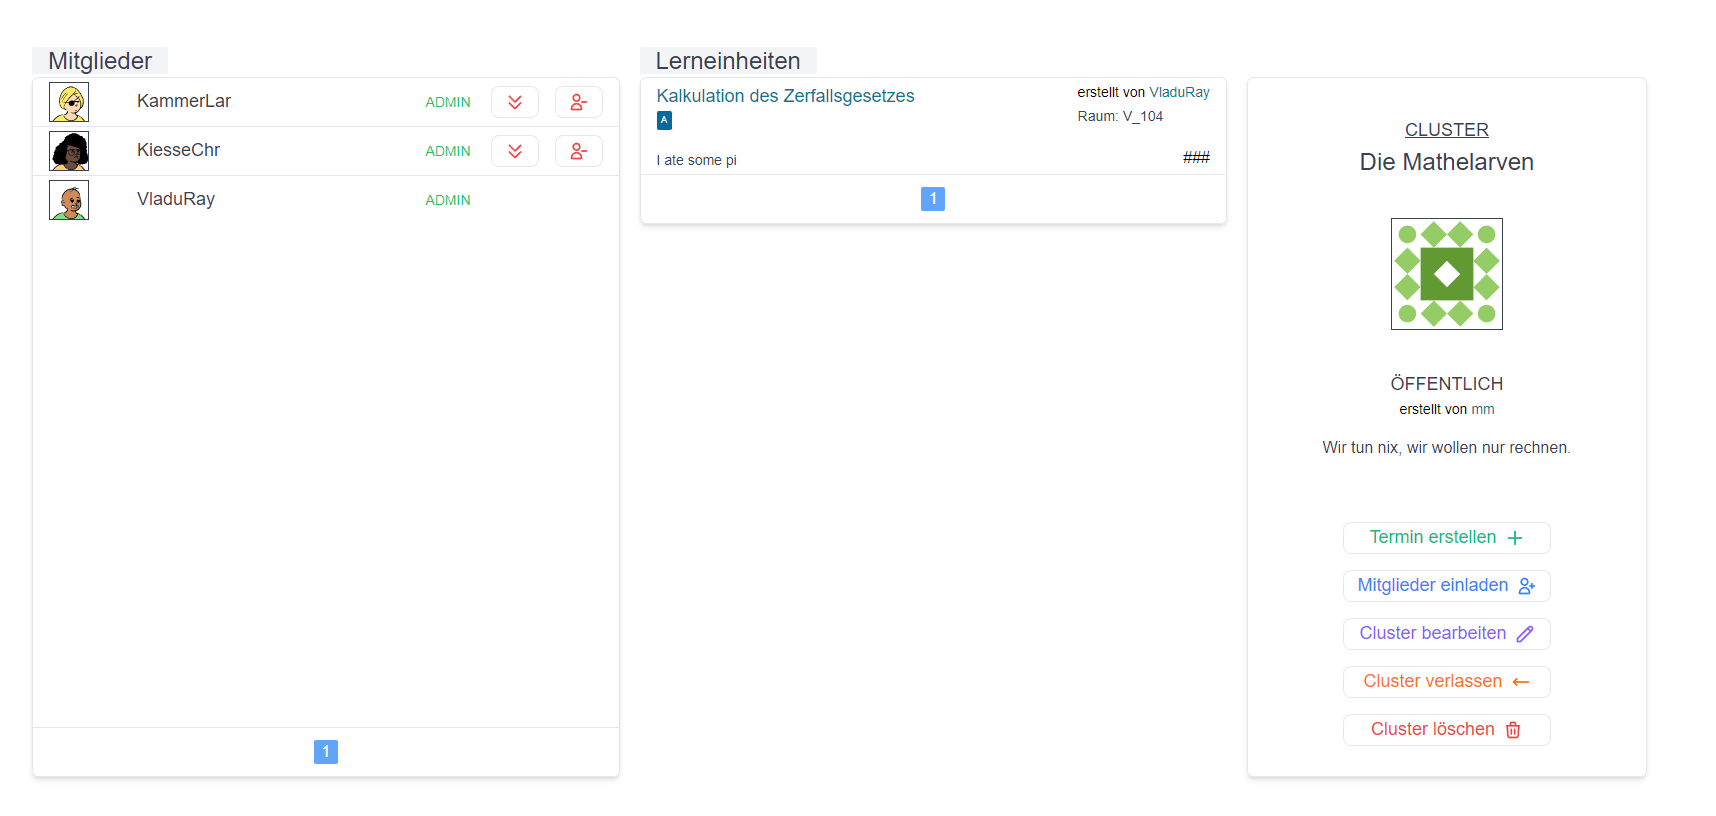 Mitglieder
KammerLar ADMIN
KiesseChr ADMIN
VladuRay ADMIN
1
Lerneinheiten
Kalkulation des Zerfallsgesetzes
erstellt von VladuRay
A
Raum: V_104
I ate some pi
###
1
CLUSTER
Die Mathelarven
ÖFFENTLICH
erstellt von mm
Wir tun nix, wir wollen nur rechnen.
Termin erstellen
Mitglieder einladen
Cluster bearbeiten
Cluster verlassen
Cluster löschen